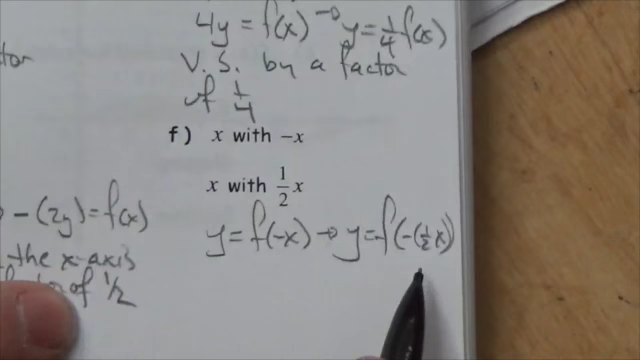 4y = f(x) → y = 1/4 f(x)
V. S. by a factor
of 1/4
f) x with −x
x with 1/2 x
y = f(−x) → y = f(−(1/2 x))
−(2y) = f(x)
the x-axis
of 1/2